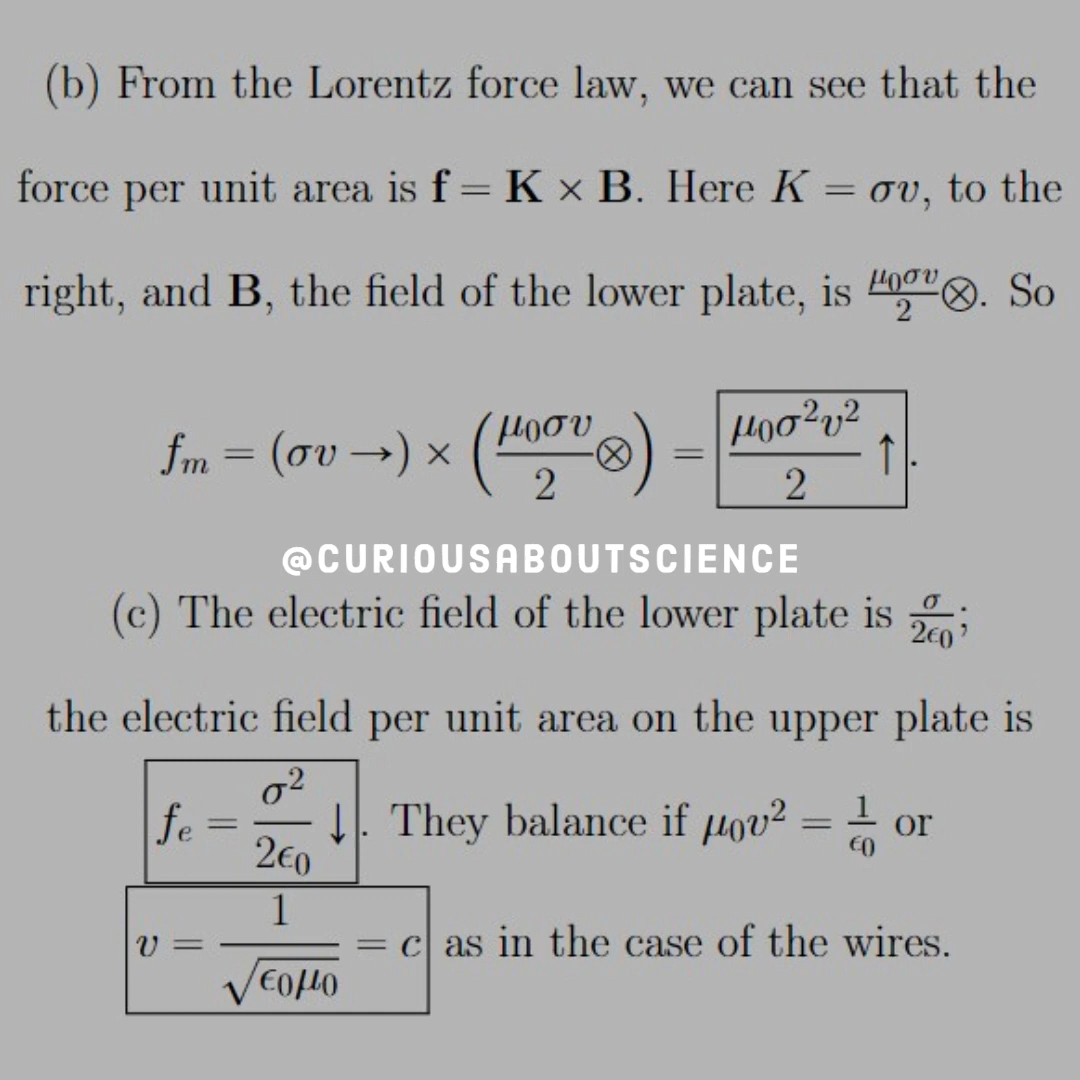 (b) From the Lorentz force law, we can see that the
force per unit area is f = K × B. Here K = σv, to the
right, and B, the field of the lower plate, is μ₀σv/2 ⊗. So
fₘ = (σv →) × (μ₀σv/2 ⊗) = μ₀σ²v²/2 ↑.
@CURIOUSABOUTSCIENCE
(c) The electric field of the lower plate is σ/2ϵ₀;
the electric field per unit area on the upper plate is
fₑ = σ²/2ϵ₀ ↓. They balance if μ₀v² = 1/ϵ₀ or
v = 1/√ϵ₀μ₀ = c as in the case of the wires.